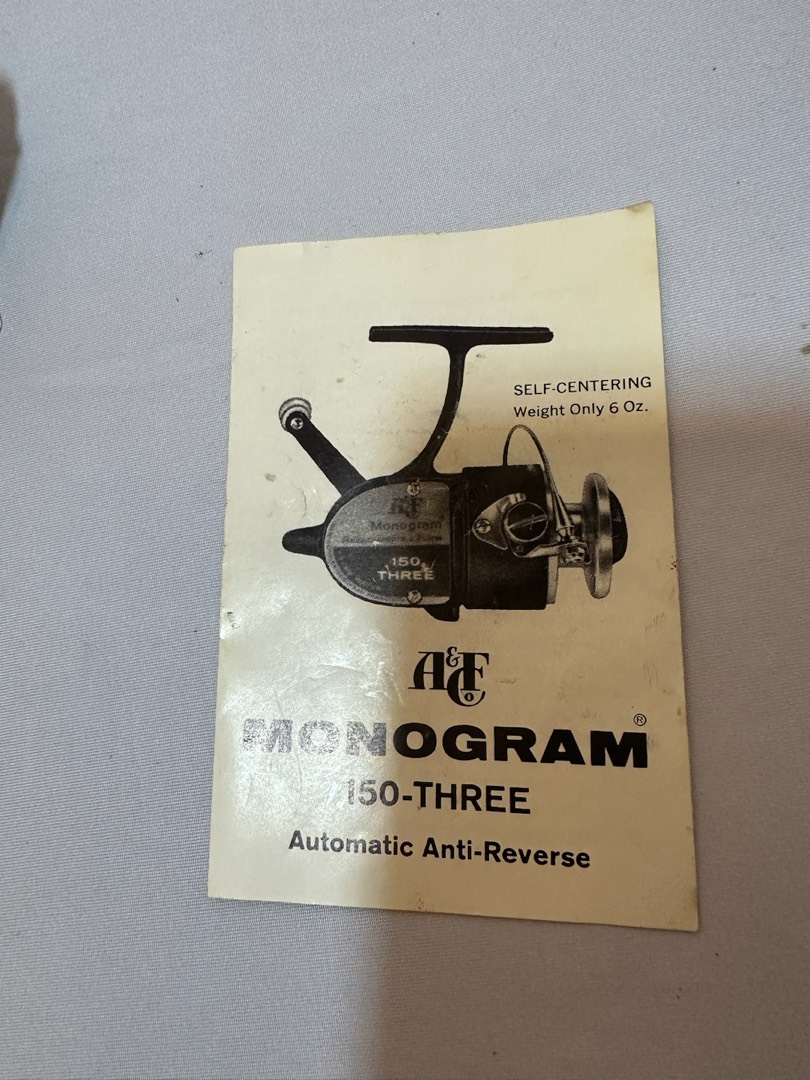 SELF-CENTERING
Weight Only 6 Oz.
A&F
Monogram
150
THREE
A&F Co
MONOGRAM®
150-THREE
Automatic Anti-Reverse